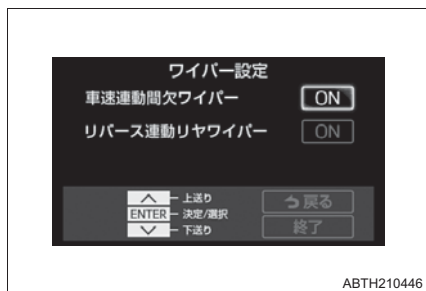 ワイパー設定
車速連動間欠ワイパー ON
リバース連動リヤワイパー ON
上送り
ENTER 決定/選択
下送り
戻る
終了
ABTH210446